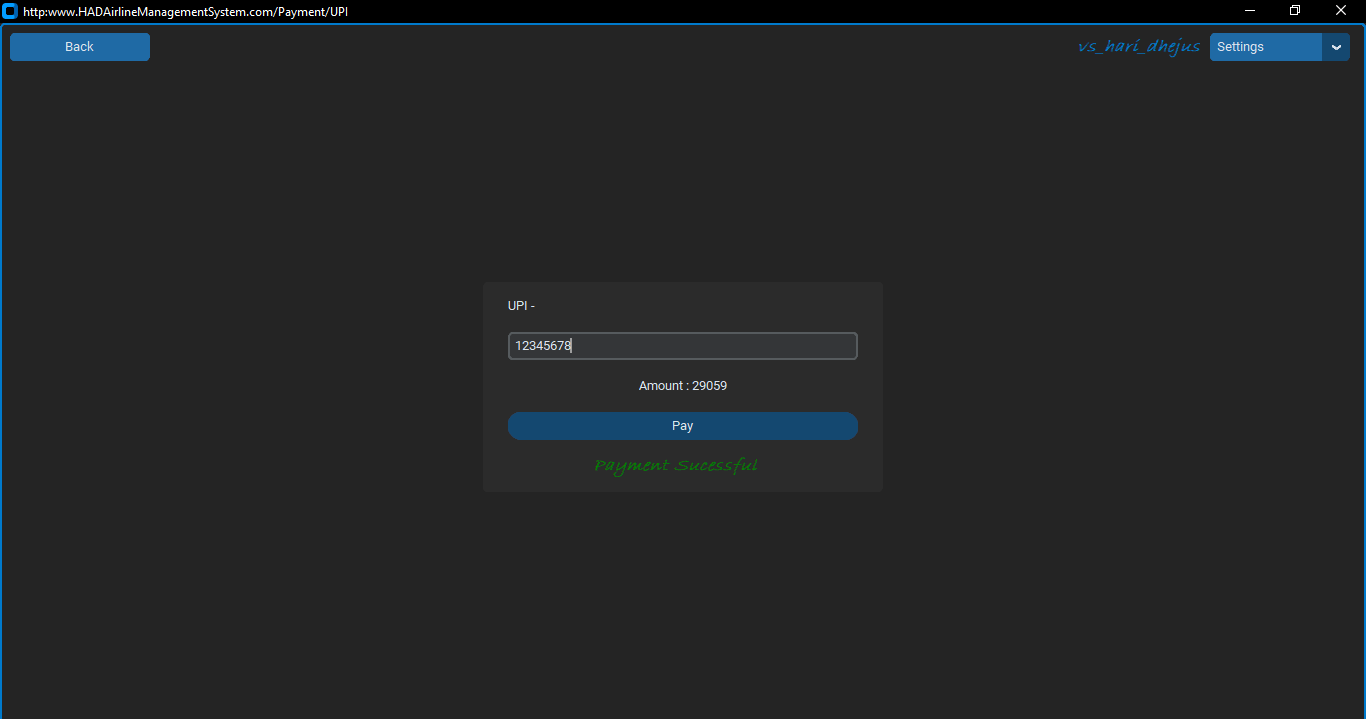 http:www.HADAirlineManagementSystem.com/Payment/UPI
Back
vs_hari_dhejus
Settings
UPI -
12345678
Amount : 29059
Pay
Payment Sucessful